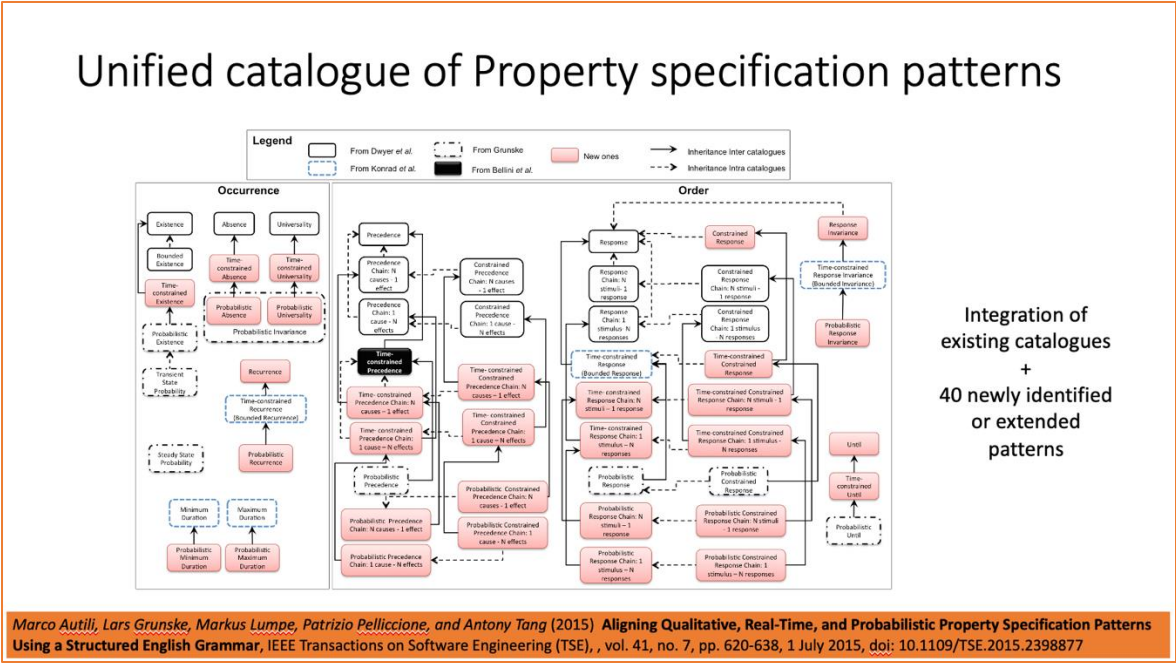 Unified catalogue of Property specification patterns
Legend
From Dwyer et al.
From Grunske
New ones
Inheritance Inter catalogues
From Konrad et al.
From Bellini et al.
Inheritance Intra catalogues
Occurrence
Existence
Absence
Universality
Bounded
Existence
Time-
constrained
Existence
Time-
constrained
Absence
Time-
constrained
Universality
Probabilistic
Absence
Probabilistic
Universality
Probabilistic Invariance
Probabilistic
Existence
Transient
State
Probability
Recurrence
Time-constrained
Recurrence
(Bounded Recurrence)
Probabilistic
Recurrence
Steady State
Probability
Minimum
Duration
Maximum
Duration
Probabilistic
Minimum
Duration
Probabilistic
Maximum
Duration
Order
Precedence
Precedence
Chain: N
causes - 1
effect
Precedence
Chain: 1
cause - N
effects
Constrained
Precedence
Chain: N causes
- 1 effect
Constrained
Precedence
Chain: 1 cause -
N effects
Time-
constrained
Precedence
Time- constrained
Precedence Chain: N
causes – 1 effect
Time- constrained
Precedence Chain: 1
cause – N effects
Time- constrained
Constrained
Precedence Chain: N
causes – 1 effect
Time- constrained
Constrained
Precedence Chain: 1
cause – N effects
Probabilistic
Precedence
Probabilistic Constrained
Precedence Chain: N
causes - 1 effect
Probabilistic Precedence
Chain: N causes - 1 effect
Probabilistic Constrained
Precedence Chain: 1
cause - N effects
Probabilistic Precedence
Chain: 1 cause - N effects
Response
Constrained
Response
Response
Chain: N
stimuli- 1
response
Constrained
Response
Chain: N stimuli -
1 response
Response
Chain: 1
stimulus- N
responses
Constrained
Response
Chain: 1 stimulus
N responses
Time-constrained
Response
(Bounded Response)
Time-constrained
Constrained
Response
Time- constrained
Response Chain: N
stimuli – 1 response
Time-constrained Constrained
Response Chain: N stimuli - 1
response
Time- constrained
Response Chain: 1
stimulus – N
responses
Time-constrained Constrained
Response Chain: 1 stimulus -
N responses
Probabilistic
Response
Probabilistic
Constrained
Response
Probabilistic
Response Chain:
N stimuli – 1
response
Probabilistic Constrained
Response Chain: N stimuli
- 1 response
Probabilistic
Response Chain: 1
stimulus – N
responses
Probabilistic Constrained
Response Chain: 1
stimulus – N responses
Response
Invariance
Time-constrained
Response Invariance
(Bounded Invariance)
Probabilistic
Response
Invariance
Until
Time-
constrained
Until
Probabilistic
Until
Integration of
existing catalogues
+
40 newly identified
or extended
patterns
Marco Autili, Lars Grunske, Markus Lumpe, Patrizio Pelliccione, and Antony Tang (2015) Aligning Qualitative, Real-Time, and Probabilistic Property Specification Patterns
Using a Structured English Grammar, IEEE Transactions on Software Engineering (TSE), , vol. 41, no. 7, pp. 620-638, 1 July 2015, doi: 10.1109/TSE.2015.2398877